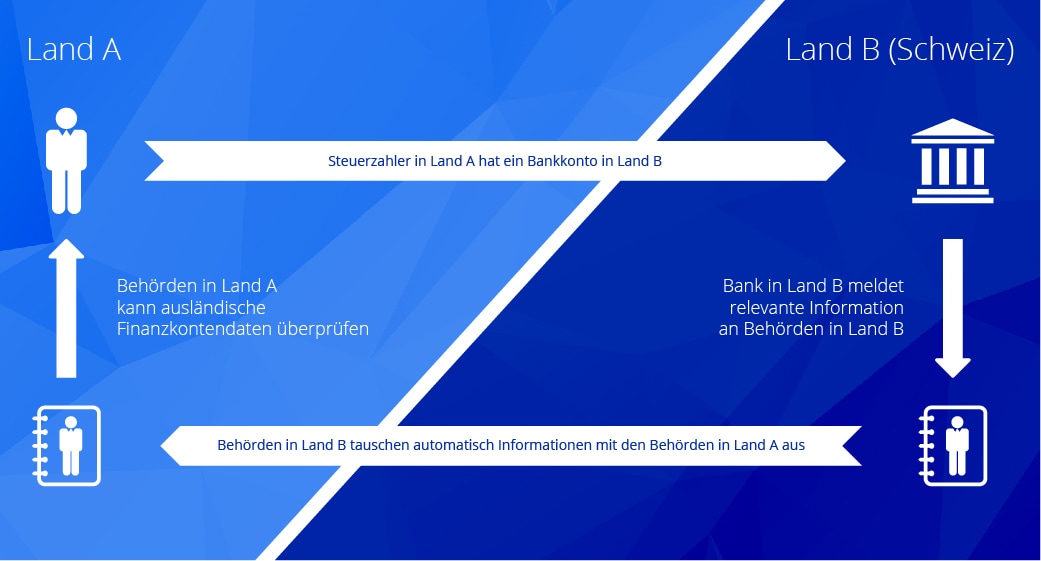 Land A
Land B (Schweiz)
Steuerzahler in Land A hat ein Bankkonto in Land B
Behörden in Land A
kann ausländische
Finanzkontendaten überprüfen
Bank in Land B meldet
relevante Information
an Behörden in Land B
Behörden in Land B tauschen automatisch Informationen mit den Behörden in Land A aus